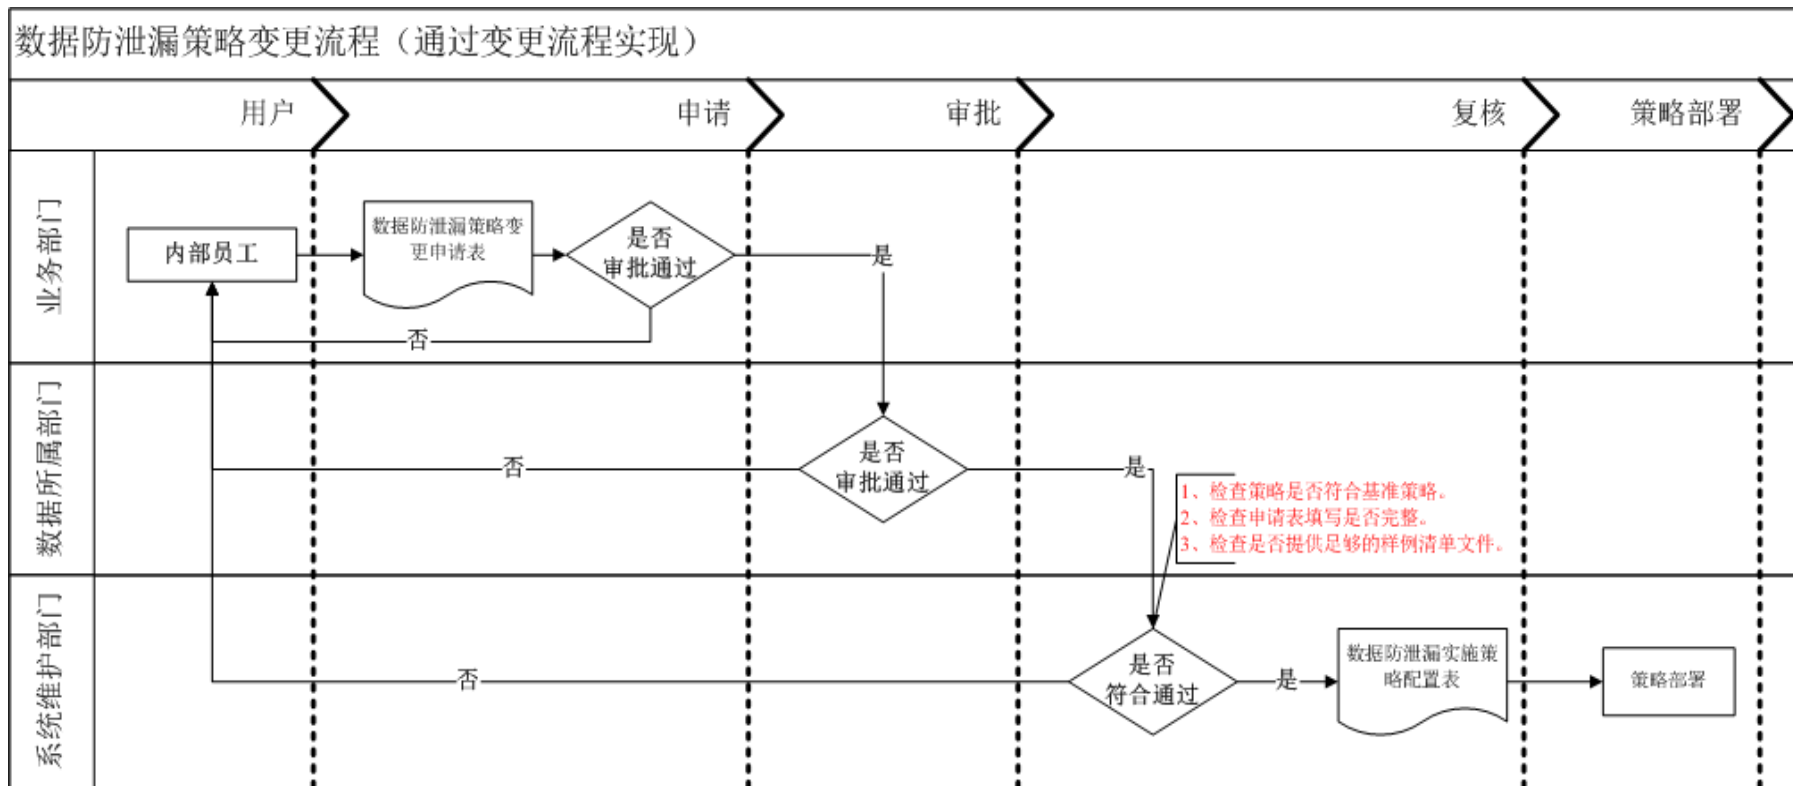 数据防泄漏策略变更流程（通过变更流程实现）
用户
申请
审批
复核
策略部署
业务部门
内部员工
数据防泄漏策略变
更申请表
是否
审批通过
是
否
数据所属部门
是否
审批通过
否
是
1、检查策略是否符合基准策略。
2、检查申请表填写是否完整。
3、检查是否提供足够的样例清单文件。
系统维护部门
否
是否
符合通过
是
数据防泄漏实施策
略配置表
策略部署